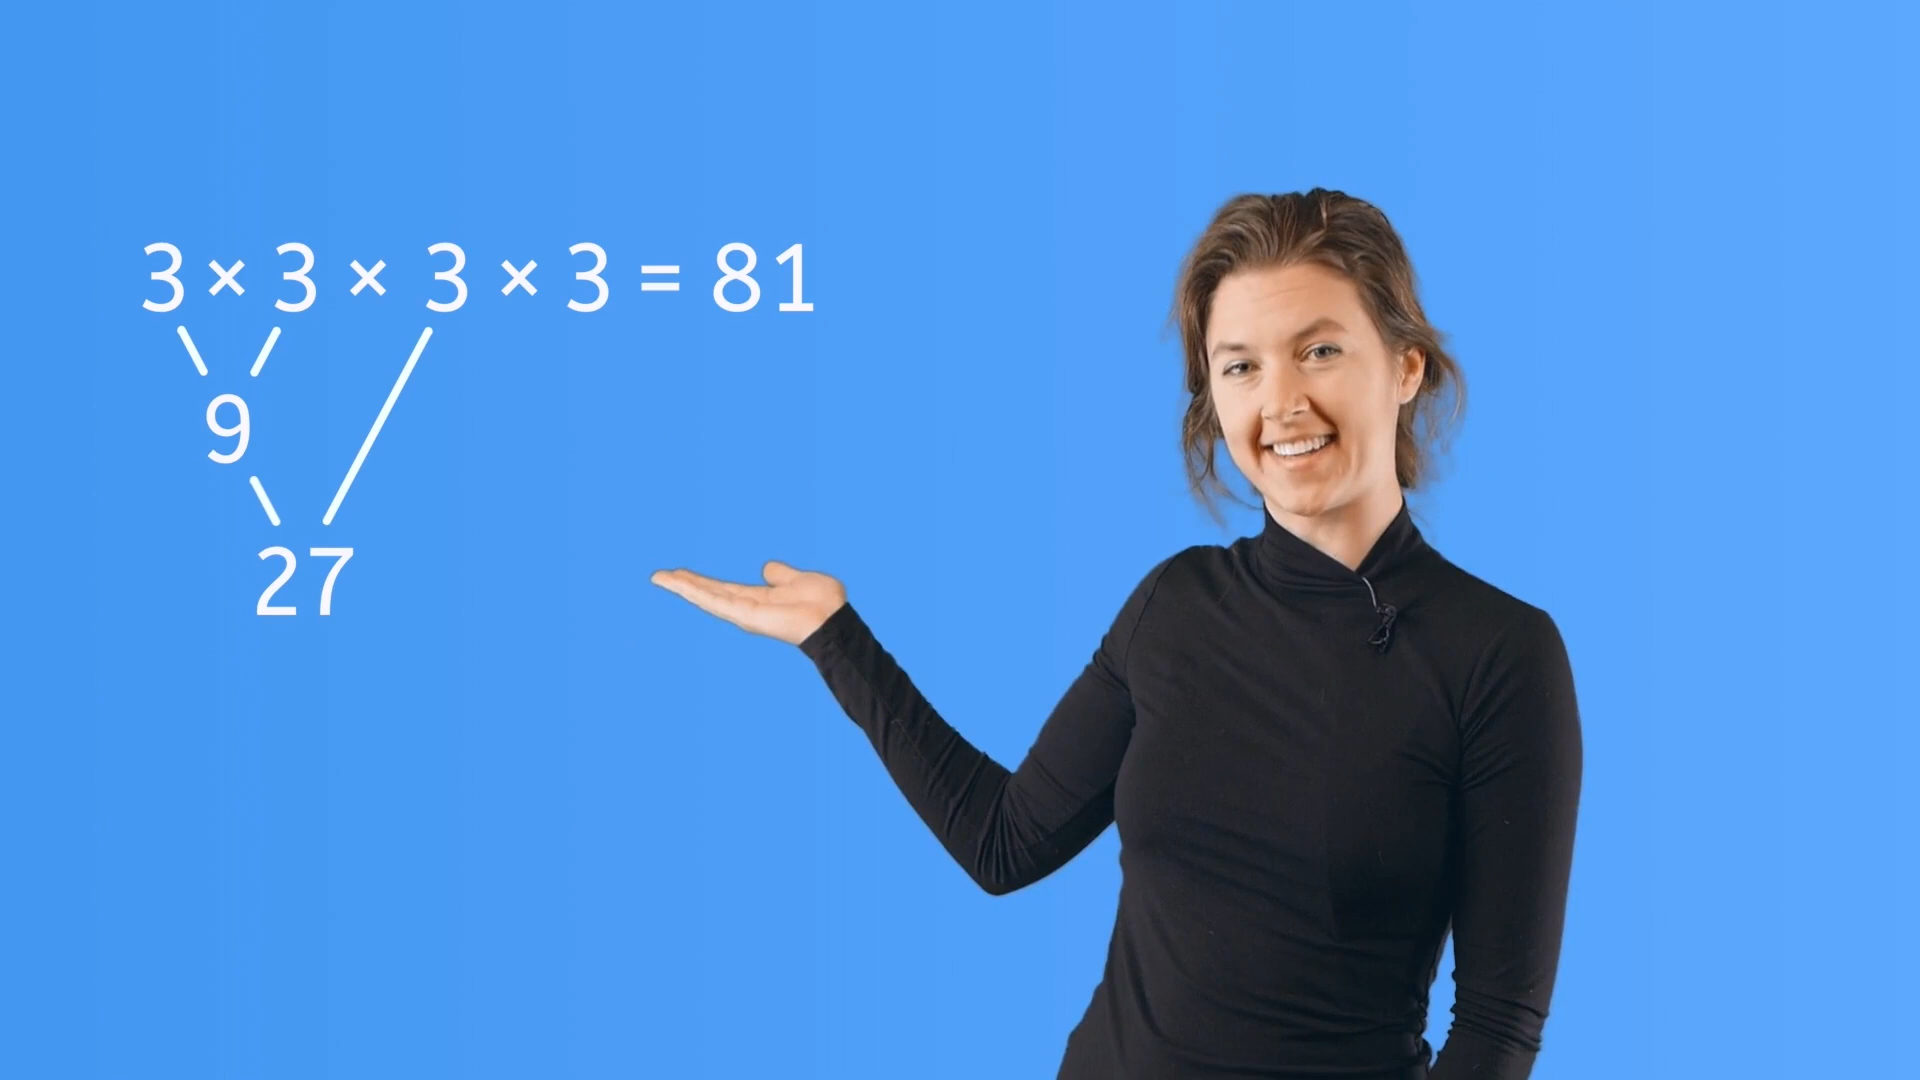 3 × 3 × 3 × 3 = 81
9
27